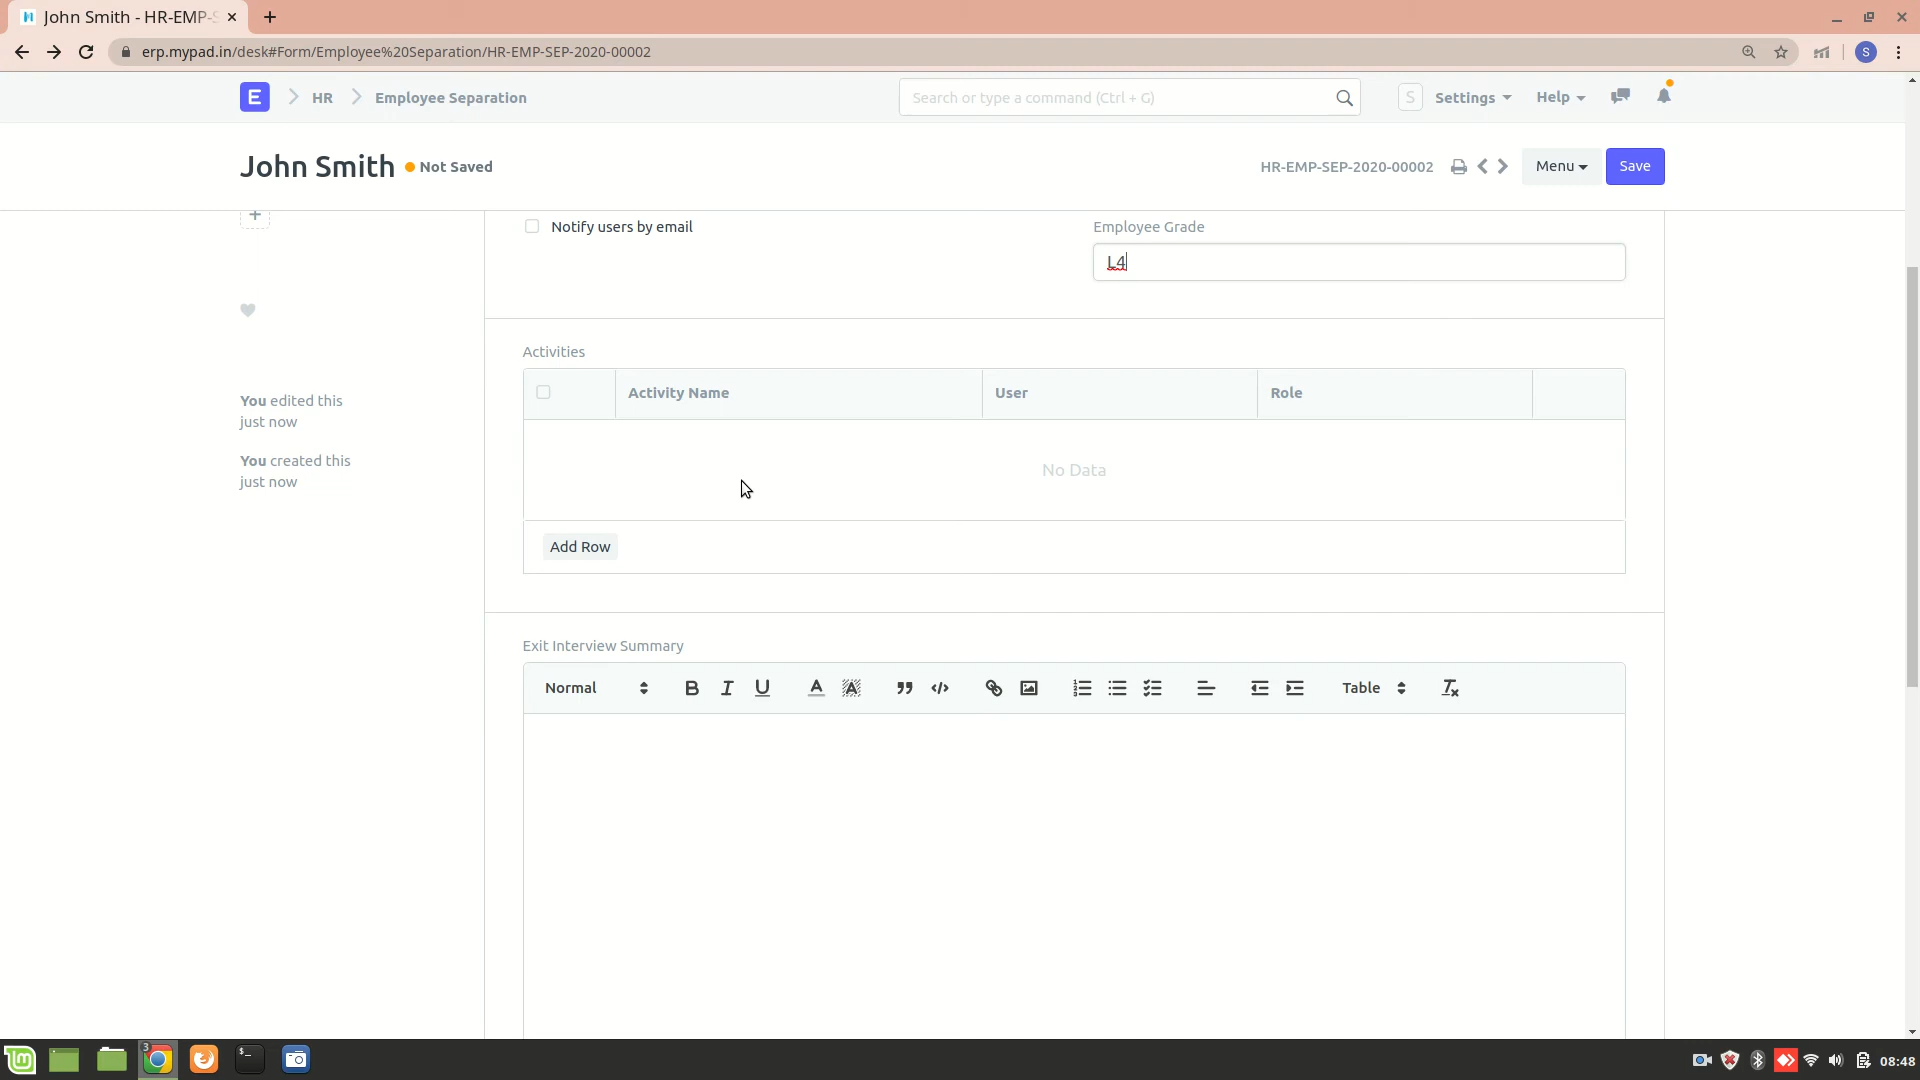 John Smith - HR-EMP-S
erp.mypad.in/desk#Form/Employee%20Separation/HR-EMP-SEP-2020-00002
S
E
HR
Employee Separation
Search or type a command (Ctrl + G)
S
Settings
Help
John Smith
Not Saved
HR-EMP-SEP-2020-00002
Menu
Save
+
Notify users by email
Employee Grade
L4
You edited this
just now
You created this
just now
Activities
Activity Name
User
Role
No Data
Add Row
Exit Interview Summary
Normal
B
I
U
A
A
Table
3
08:48